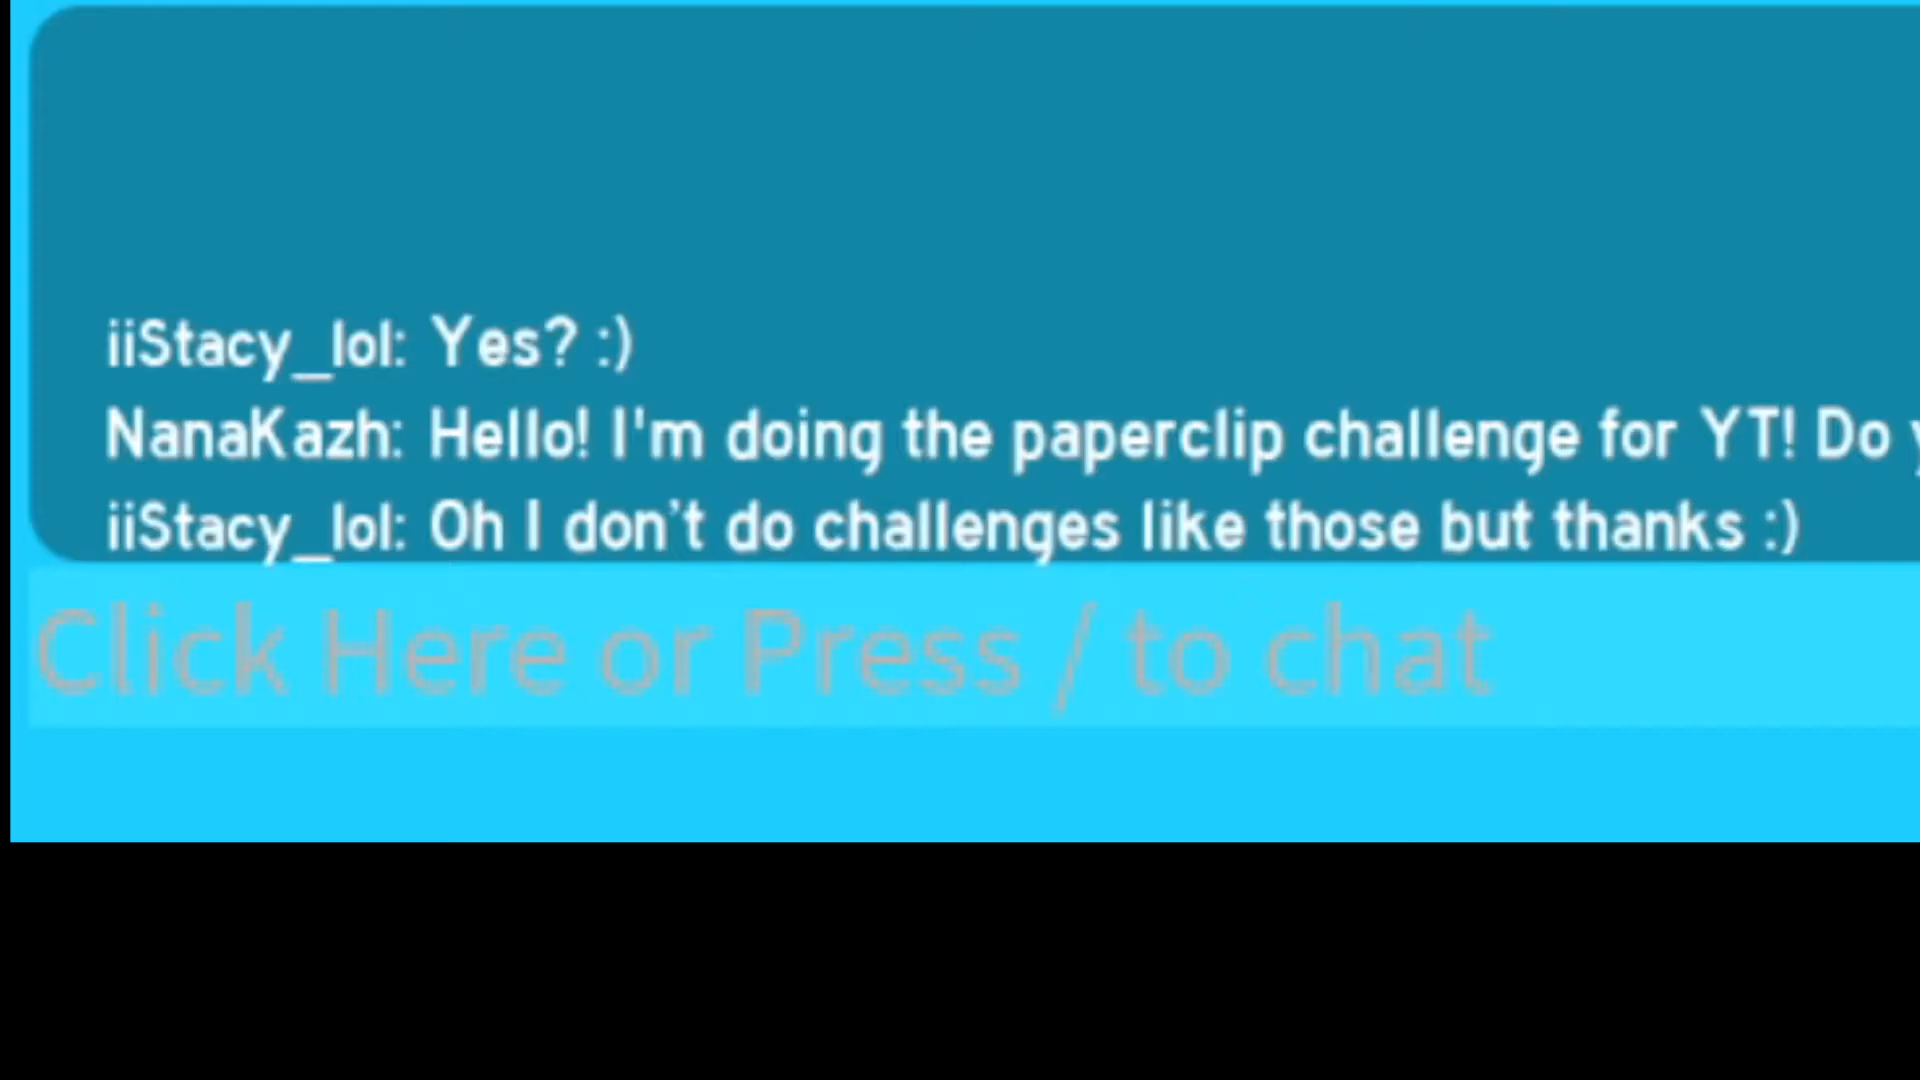 iiStacy_lol: Yes? :)
NanaKazh: Hello! I'm doing the paperclip challenge for YT! Do
iiStacy_lol: Oh I don't do challenges like those but thanks :)
Click Here or Press / to chat